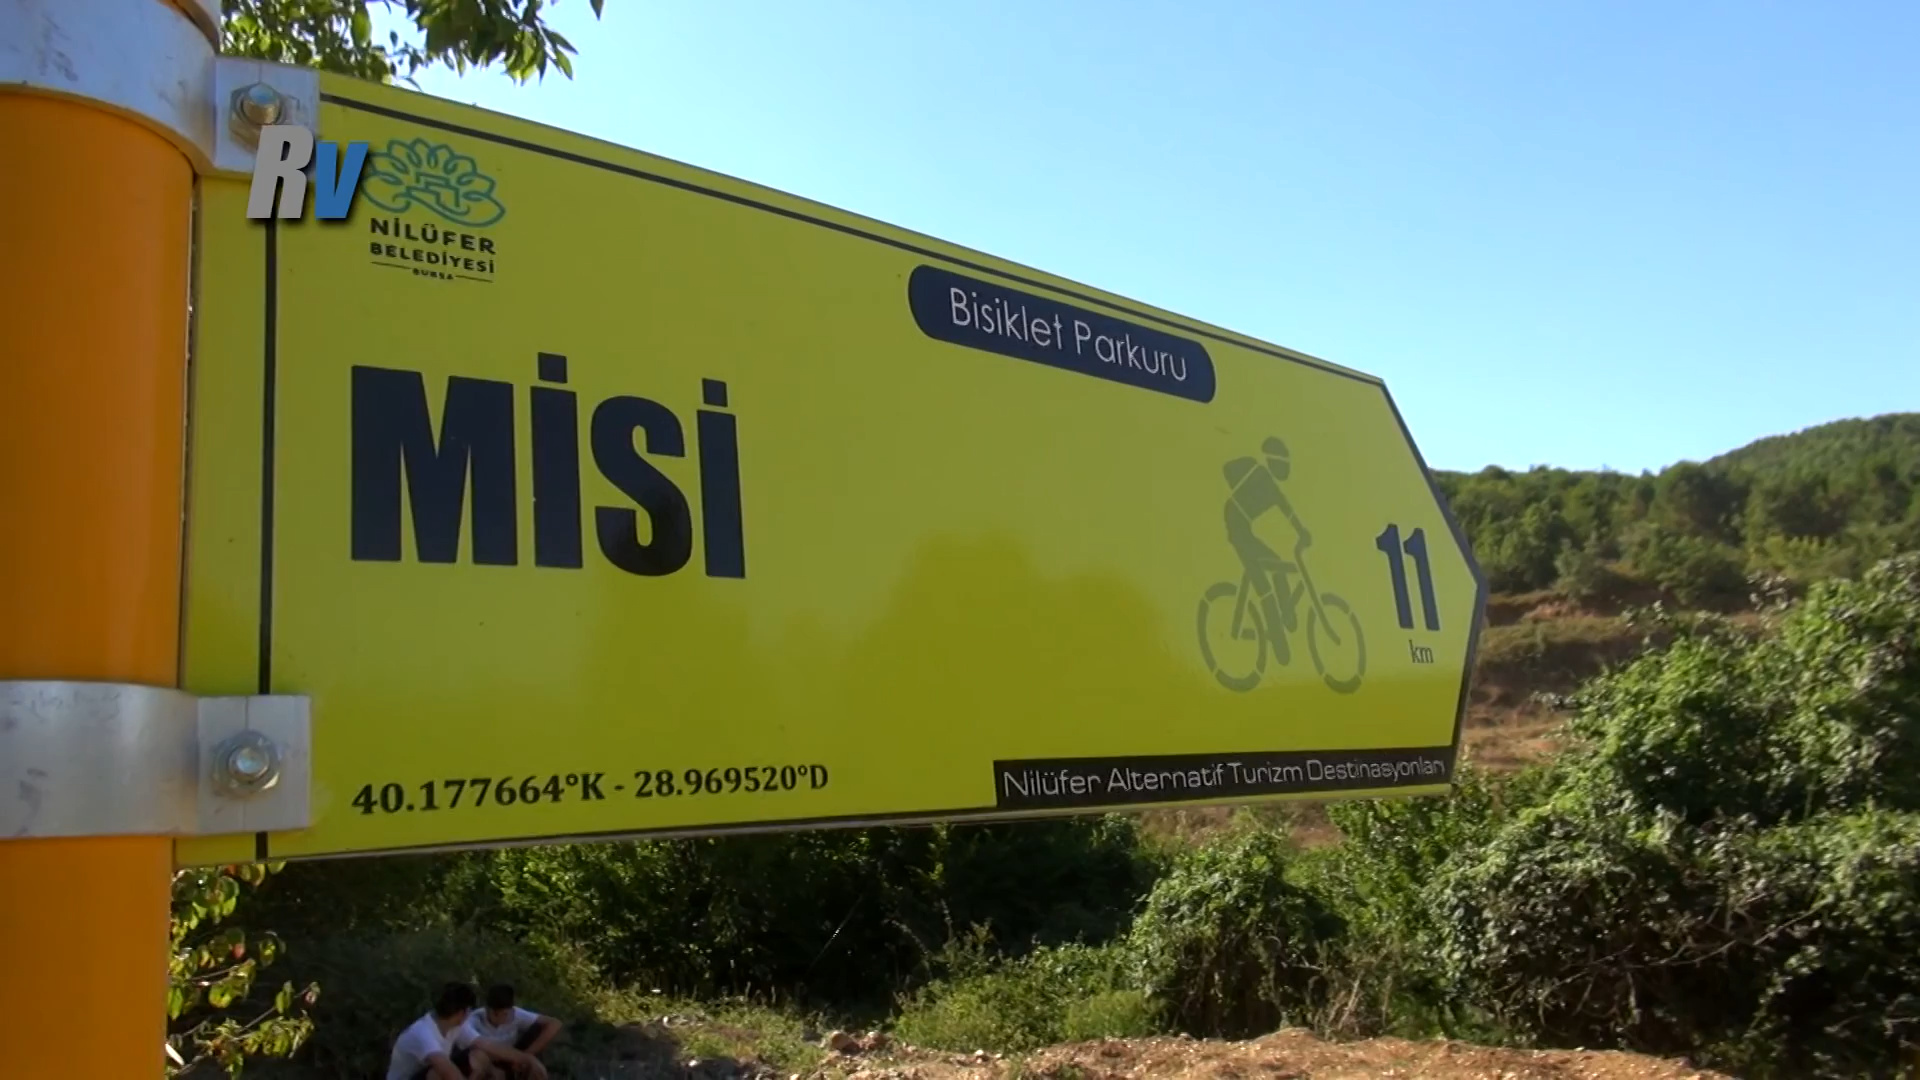 RV
NİLÜFER
BELEDİYESİ
BURSA
Bisiklet Parkuru
MİSİ
11
km
40.177664°K - 28.969520°D
Nilüfer Alternatif Turizm Destinasyonları